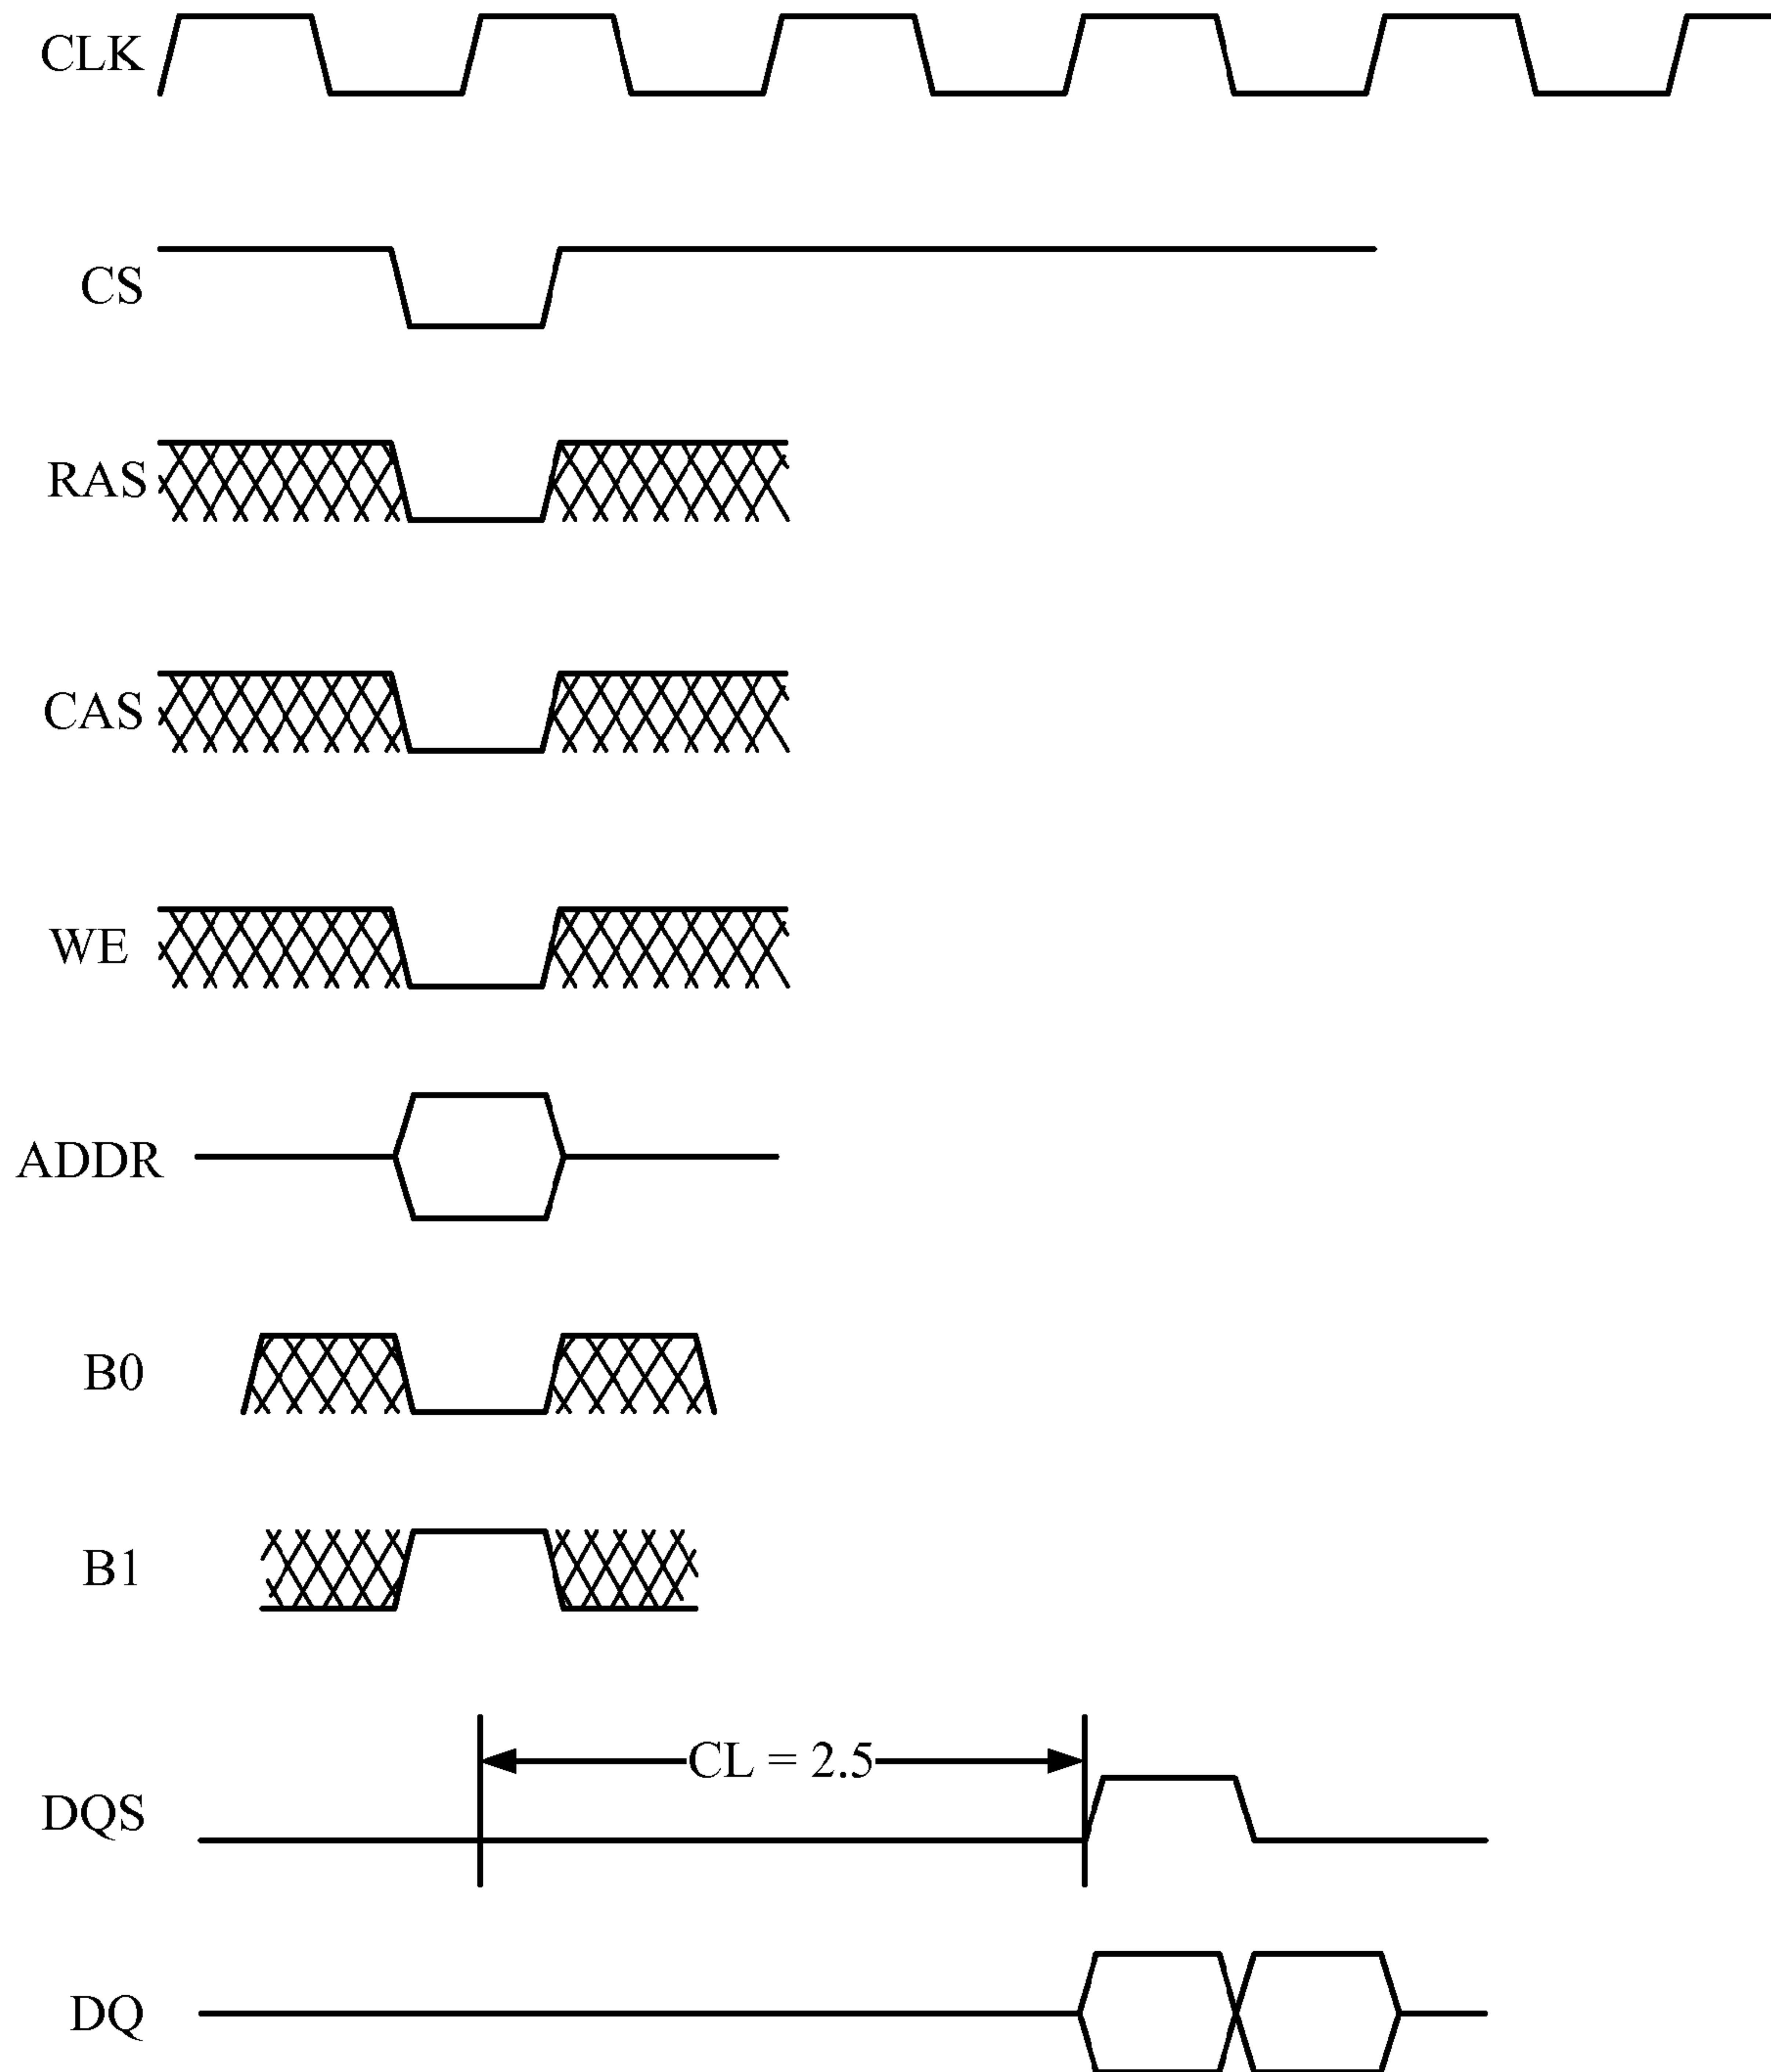 CLK
CS
RAS
CAS
WE
ADDR
B0
B1
CL = 2.5
DQS
DQ